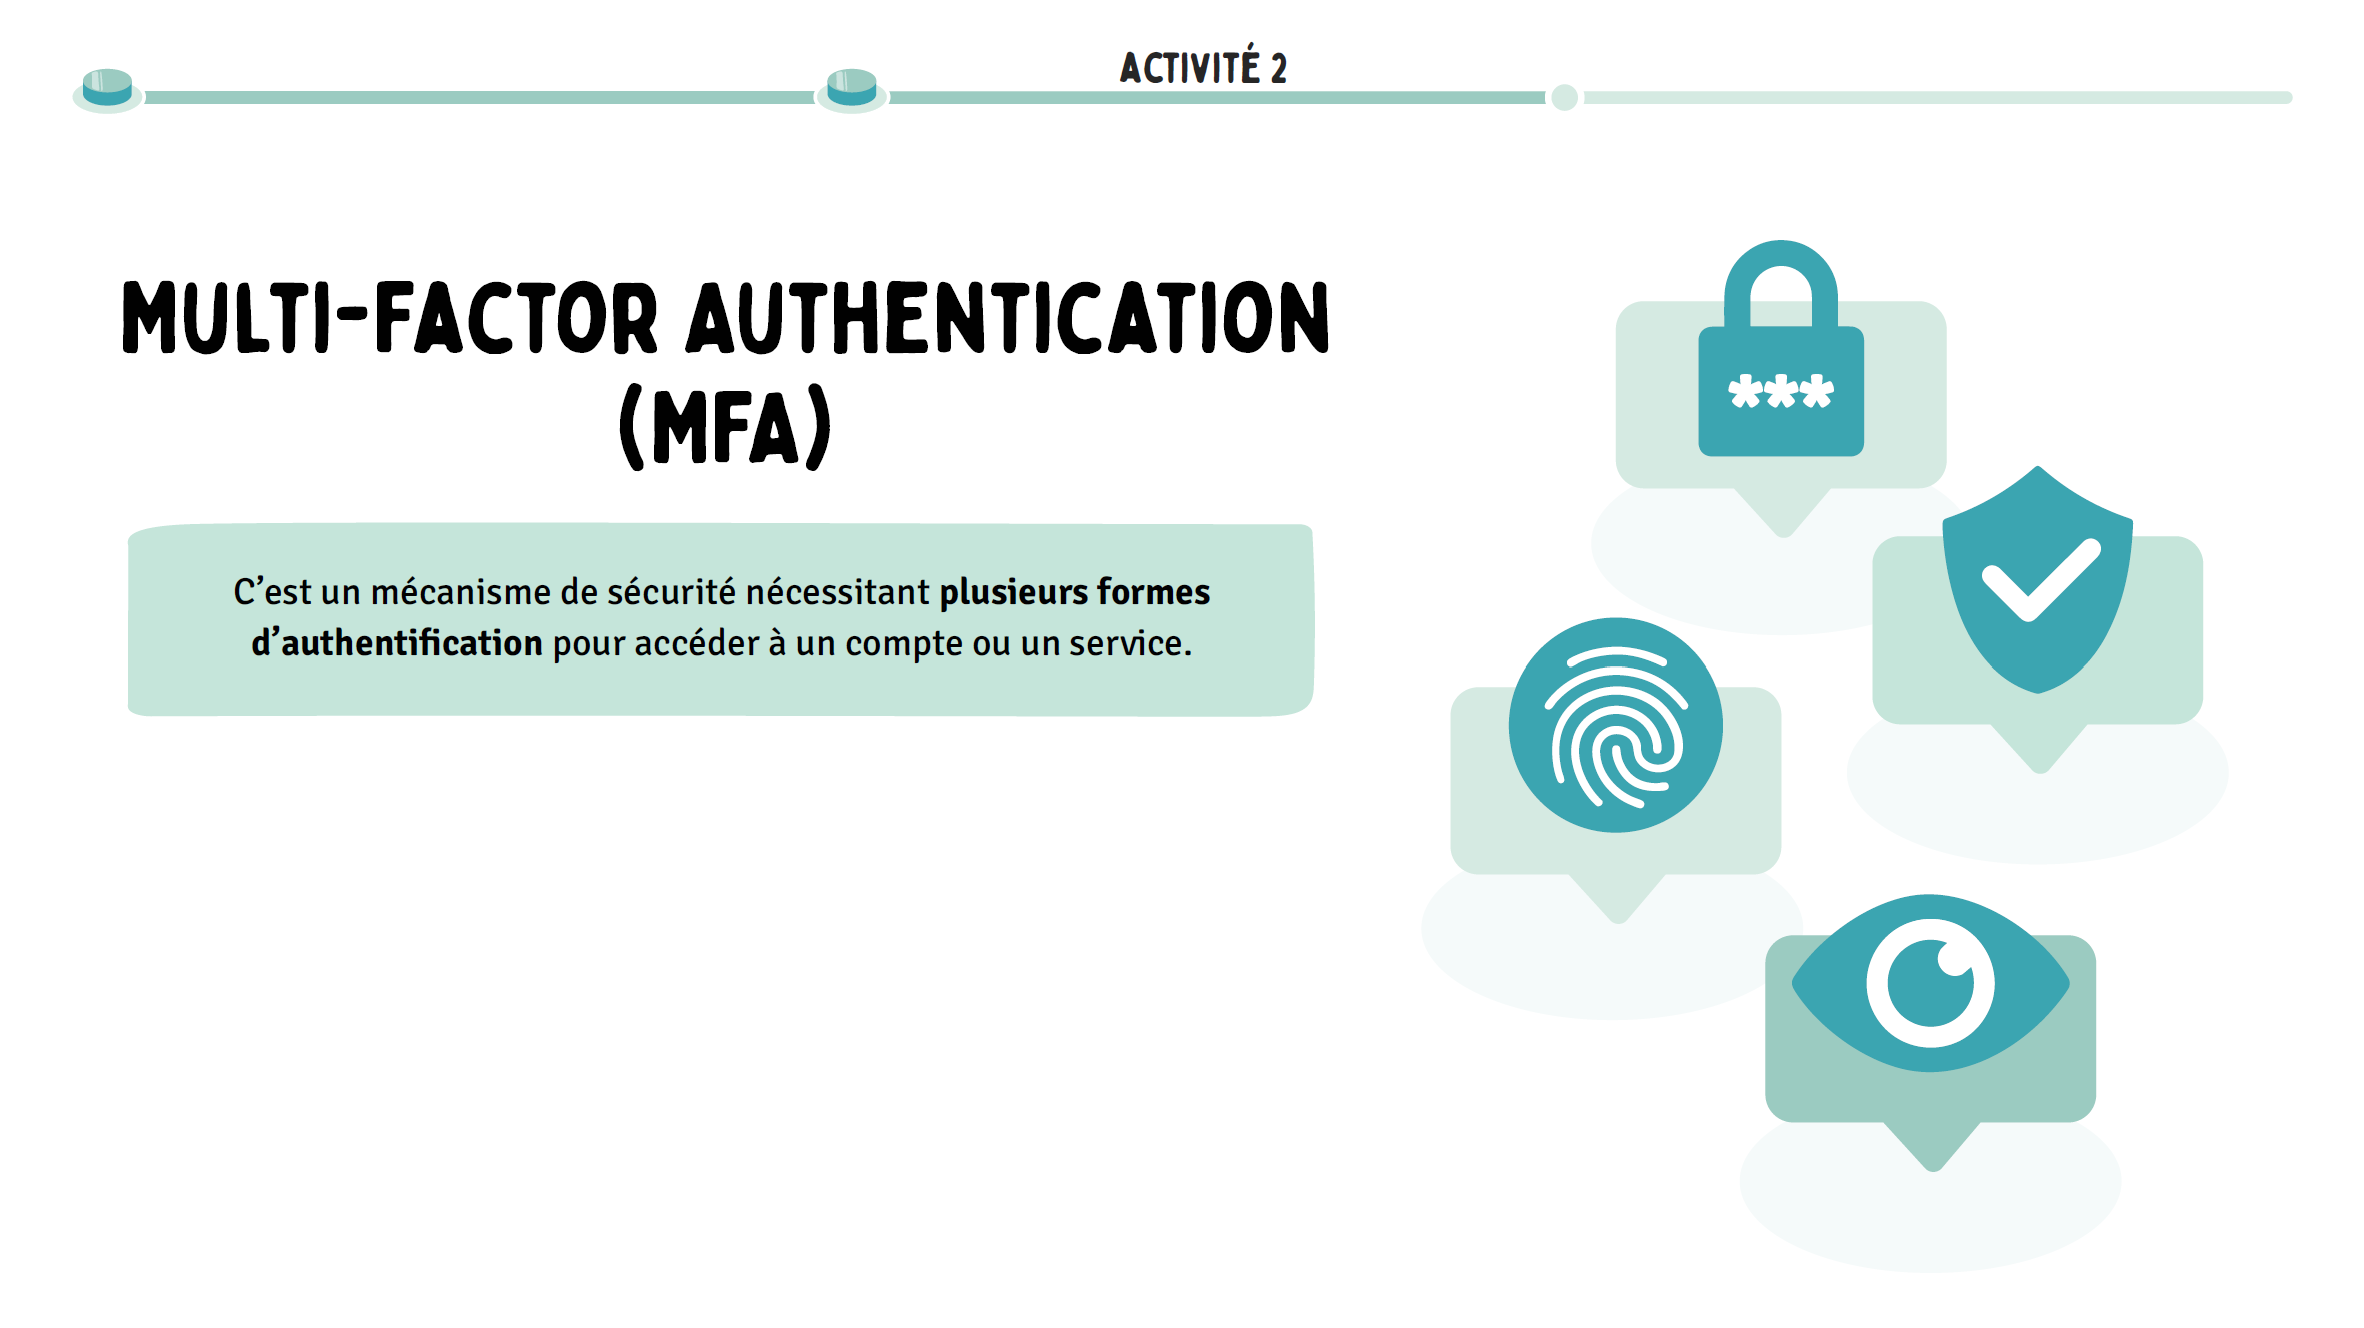 ACTIVITÉ 2
MULTI-FACTOR AUTHENTICATION
(MFA)
C’est un mécanisme de sécurité nécessitant plusieurs formes
d’authentification pour accéder à un compte ou un service.
***